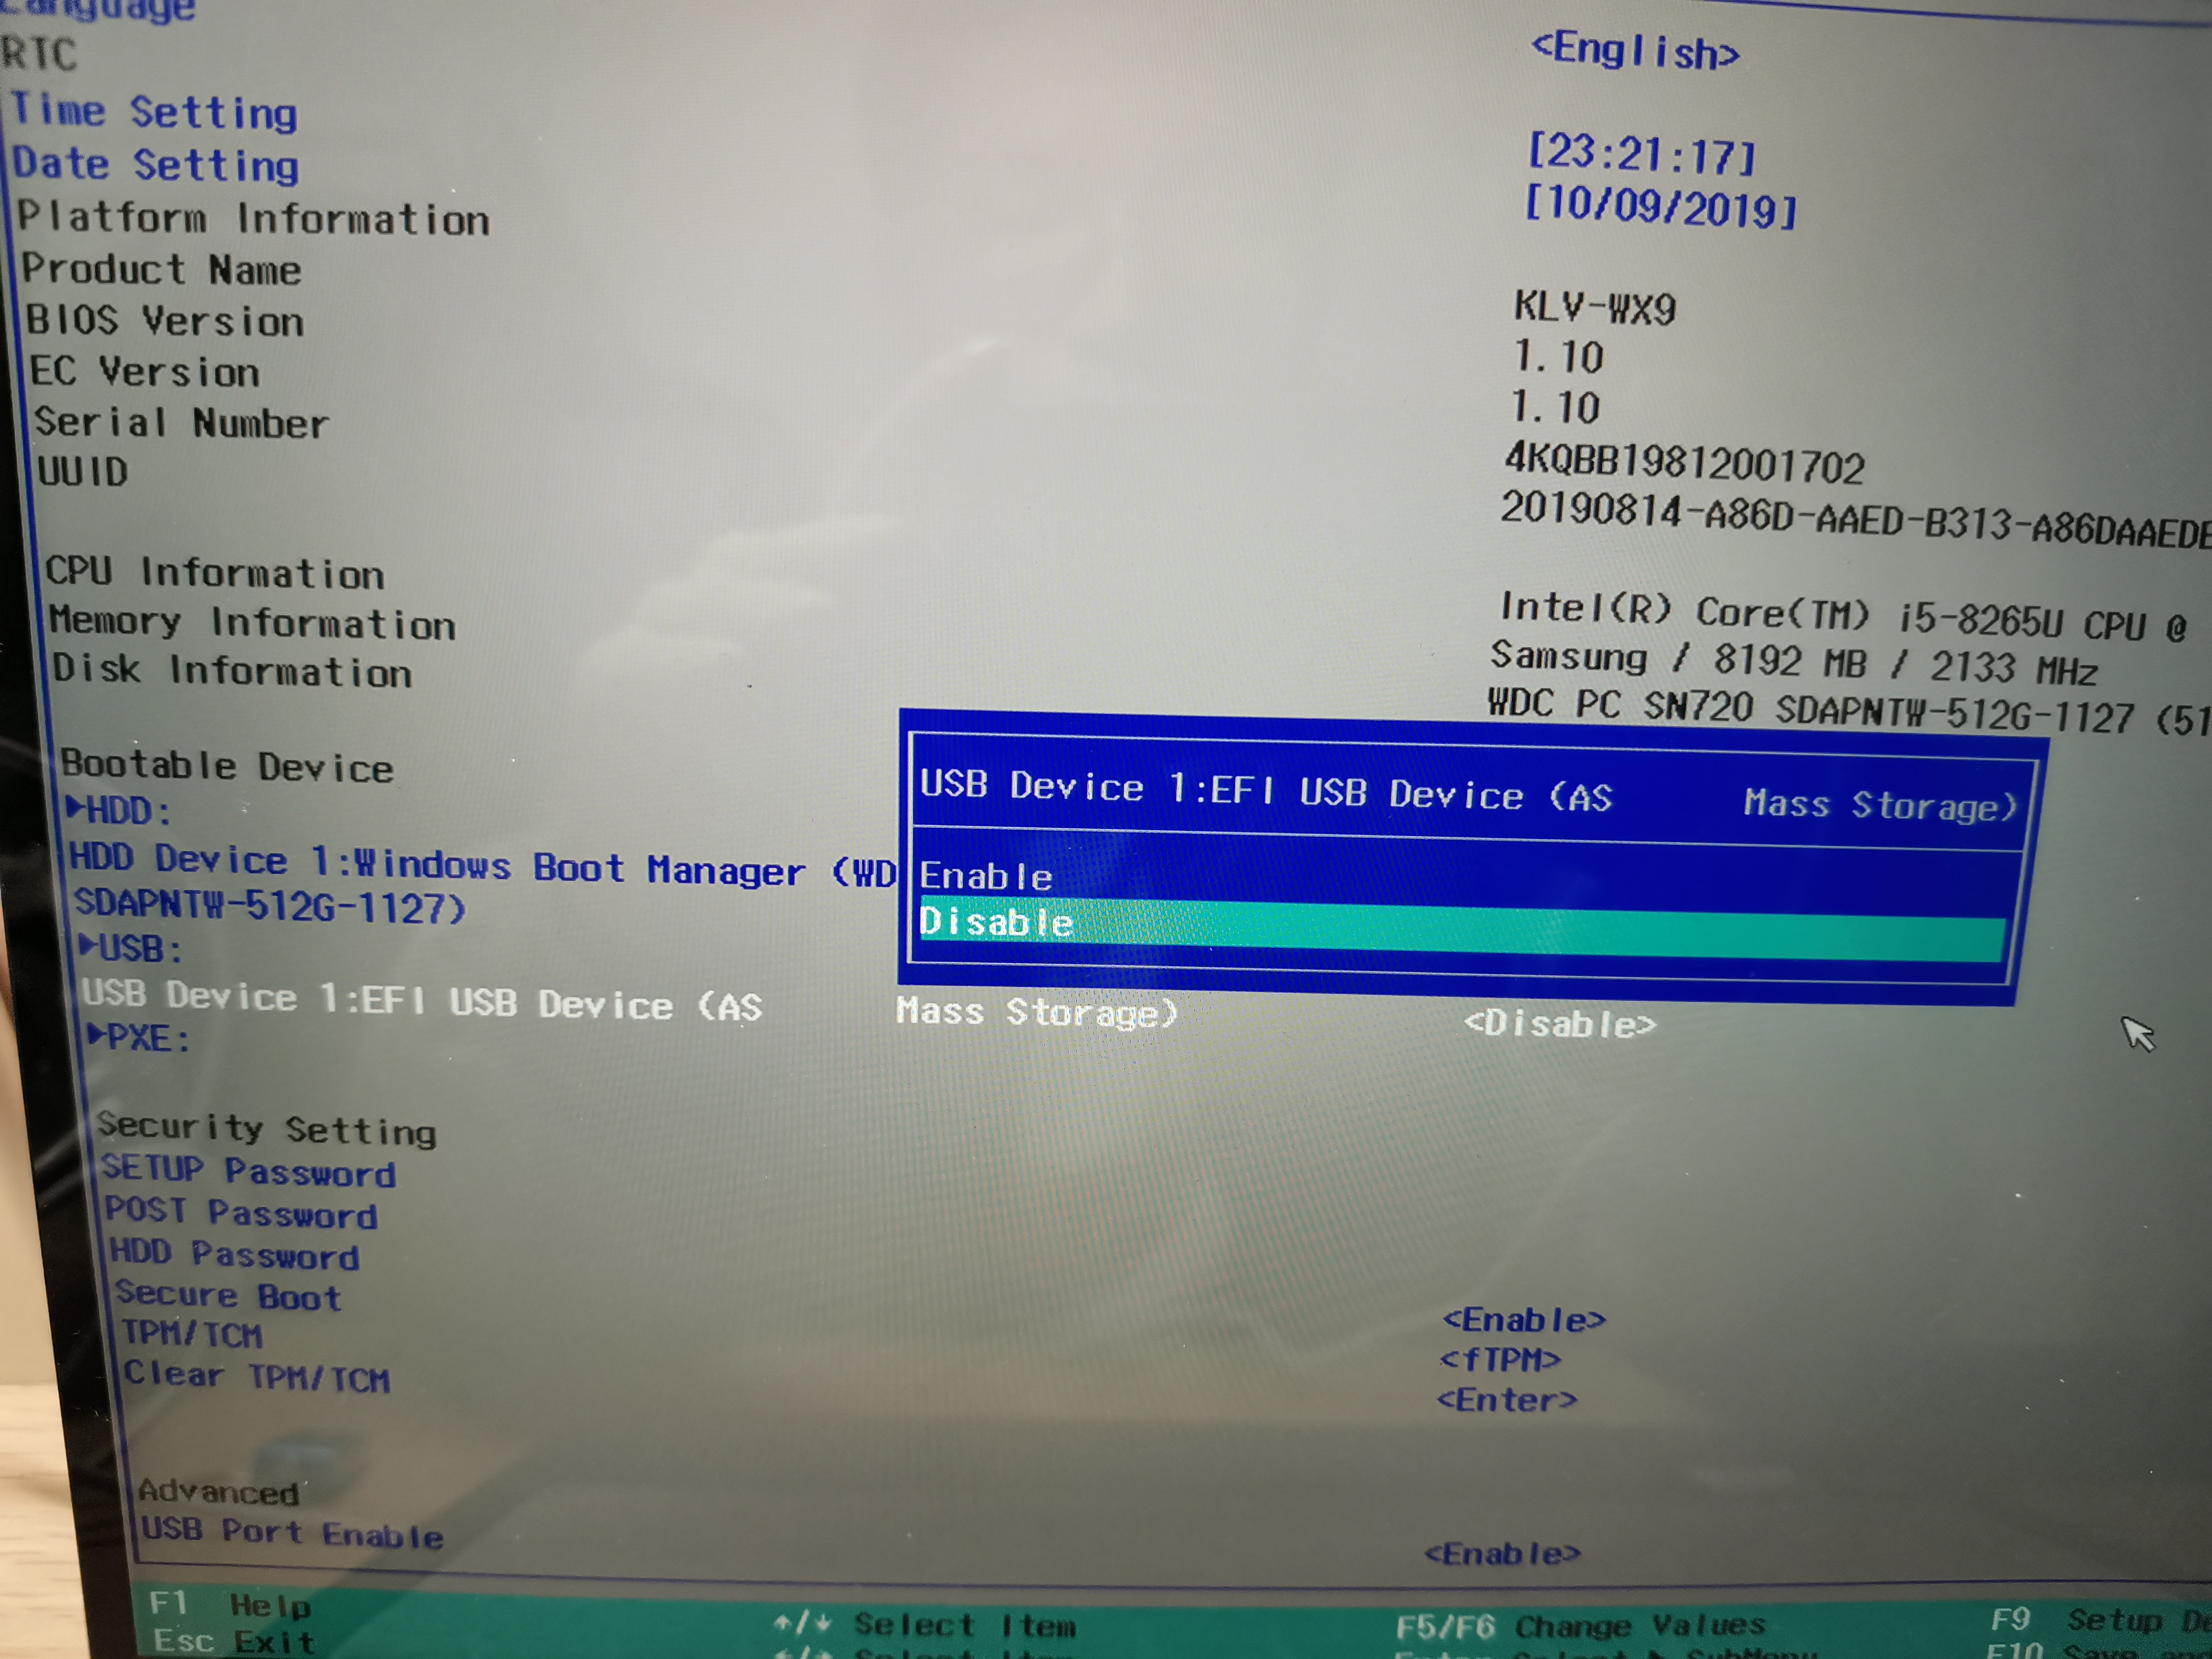 Language <English>
RTC
Time Setting [23:21:17]
Date Setting [10/09/2019]
Platform Information
Product Name KLV-WX9
BIOS Version 1.10
EC Version 1.10
Serial Number 4KQBB19812001702
UUID 20190814-A86D-AAED-B313-A86DAAEDE
CPU Information Intel(R) Core(TM) i5-8265U CPU @
Memory Information Samsung / 8192 MB / 2133 MHz
Disk Information WDC PC SN720 SDAPNTW-512G-1127 (51
Bootable Device
▶HDD:
HDD Device 1:Windows Boot Manager (WD
SDAPNTW-512G-1127)
▶USB:
USB Device 1:EFI USB Device (AS Mass Storage) <Disable>
▶PXE:
USB Device 1:EFI USB Device (AS Mass Storage)
Enable
Disable
Security Setting
SETUP Password
POST Password
HDD Password
Secure Boot <Enable>
TPM/TCM <fTPM>
Clear TPM/TCM <Enter>
Advanced
USB Port Enable <Enable>
F1 Help ↑/↓ Select Item F5/F6 Change Values F9 Setup De
Esc Exit Select Item Select ▶ SubMenu F10 Save